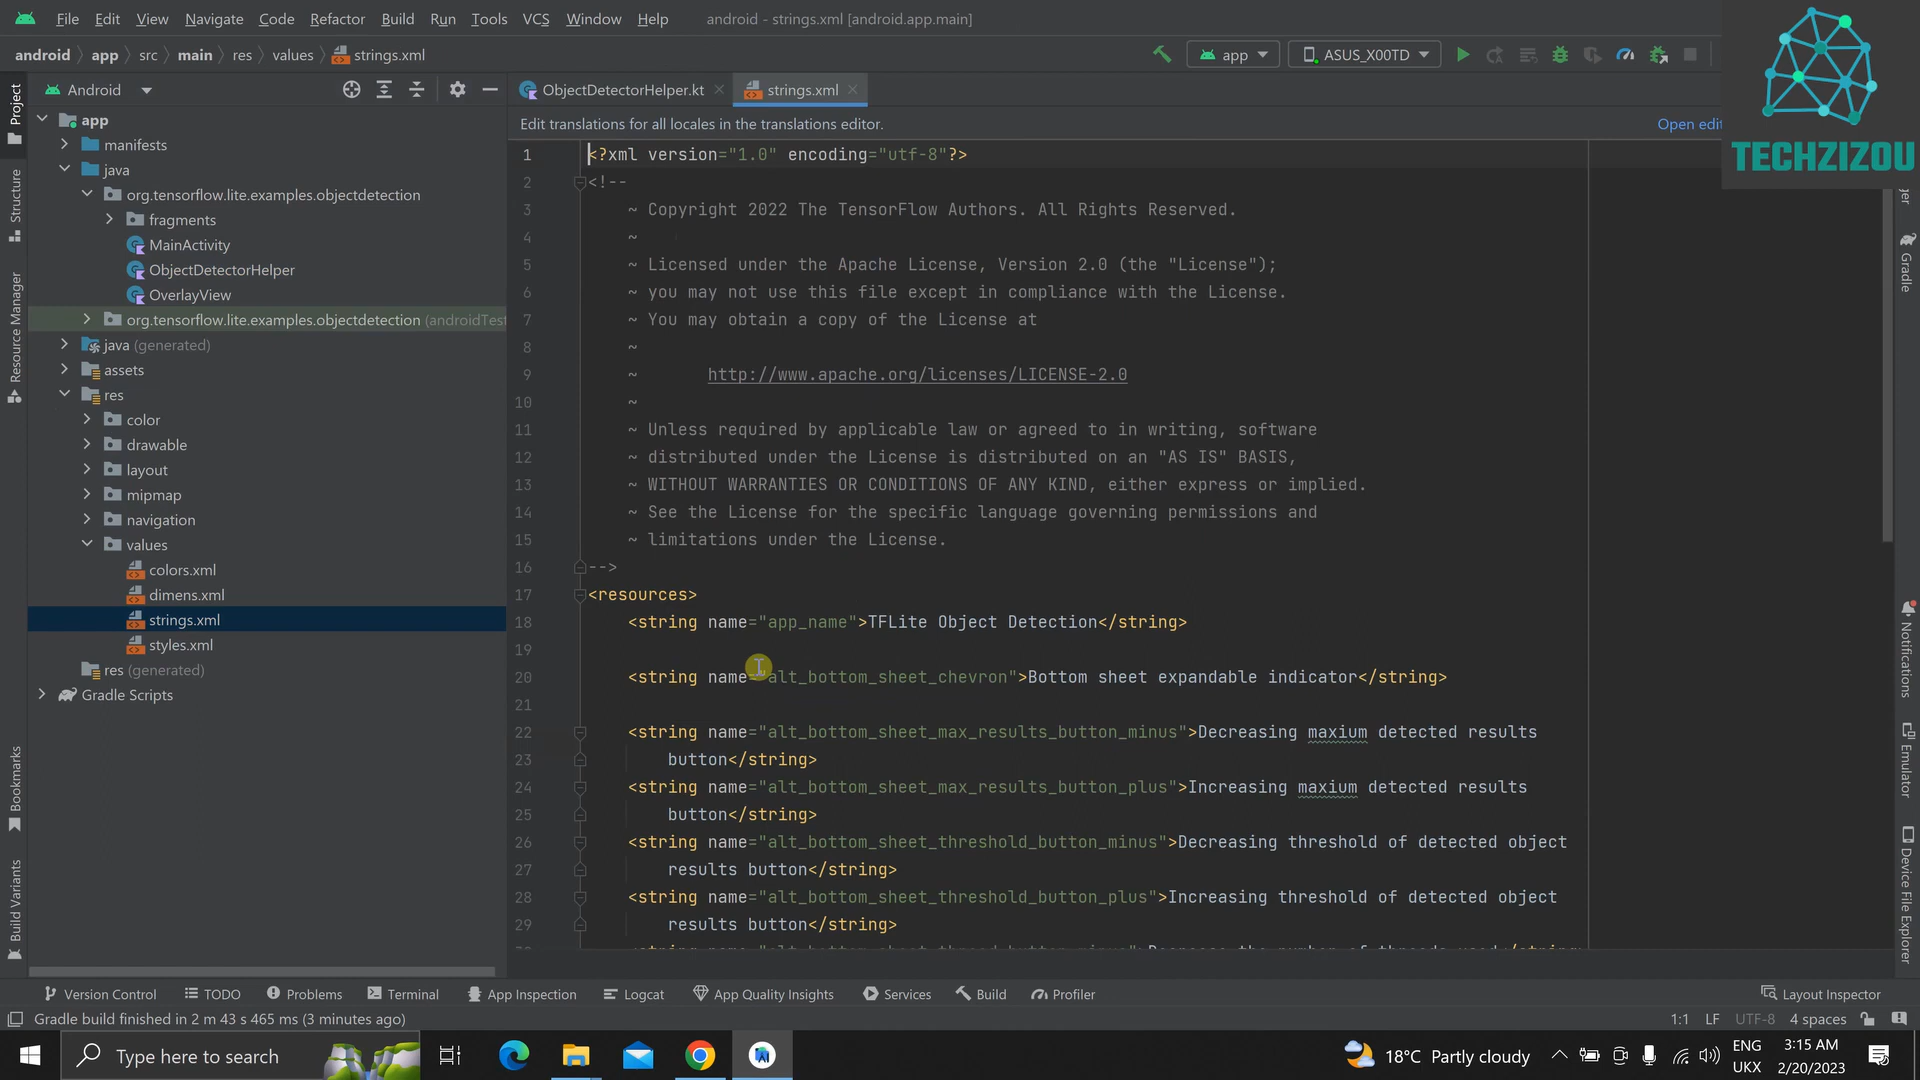 File Edit View Navigate Code Refactor Build Run Tools VCS Window Help android - strings.xml [android.app.main]
android app src main res values strings.xml app ASUS_X00TD
TECHZIZOU
Project
Structure
Resource Manager
Bookmarks
Build Variants
Android
app
manifests
java
org.tensorflow.lite.examples.objectdetection
fragments
MainActivity
ObjectDetectorHelper
OverlayView
org.tensorflow.lite.examples.objectdetection (androidTest
java (generated)
assets
res
color
drawable
layout
mipmap
navigation
values
colors.xml
dimens.xml
strings.xml
styles.xml
res (generated)
Gradle Scripts
ObjectDetectorHelper.kt strings.xml
Edit translations for all locales in the translations editor. Open edit
1 <?xml version="1.0" encoding="utf-8"?>
2 <!--
3 ~ Copyright 2022 The TensorFlow Authors. All Rights Reserved.
4 ~
5 ~ Licensed under the Apache License, Version 2.0 (the "License");
6 ~ you may not use this file except in compliance with the License.
7 ~ You may obtain a copy of the License at
8 ~
9 ~ http://www.apache.org/licenses/LICENSE-2.0
10 ~
11 ~ Unless required by applicable law or agreed to in writing, software
12 ~ distributed under the License is distributed on an "AS IS" BASIS,
13 ~ WITHOUT WARRANTIES OR CONDITIONS OF ANY KIND, either express or implied.
14 ~ See the License for the specific language governing permissions and
15 ~ limitations under the License.
16 -->
17 <resources>
18 <string name="app_name">TFLite Object Detection</string>
19
20 <string name="alt_bottom_sheet_chevron">Bottom sheet expandable indicator</string>
21
22 <string name="alt_bottom_sheet_max_results_button_minus">Decreasing maxium detected results
23 button</string>
24 <string name="alt_bottom_sheet_max_results_button_plus">Increasing maxium detected results
25 button</string>
26 <string name="alt_bottom_sheet_threshold_button_minus">Decreasing threshold of detected object
27 results button</string>
28 <string name="alt_bottom_sheet_threshold_button_plus">Increasing threshold of detected object
29 results button</string>
Gradle
Notifications
Emulator
Device File Explorer
Version Control TODO Problems Terminal App Inspection Logcat App Quality Insights Services Build Profiler Layout Inspector
Gradle build finished in 2 m 43 s 465 ms (3 minutes ago) 1:1 LF UTF-8 4 spaces
Type here to search 18°C Partly cloudy ENG 3:15 AM
UKX 2/20/2023